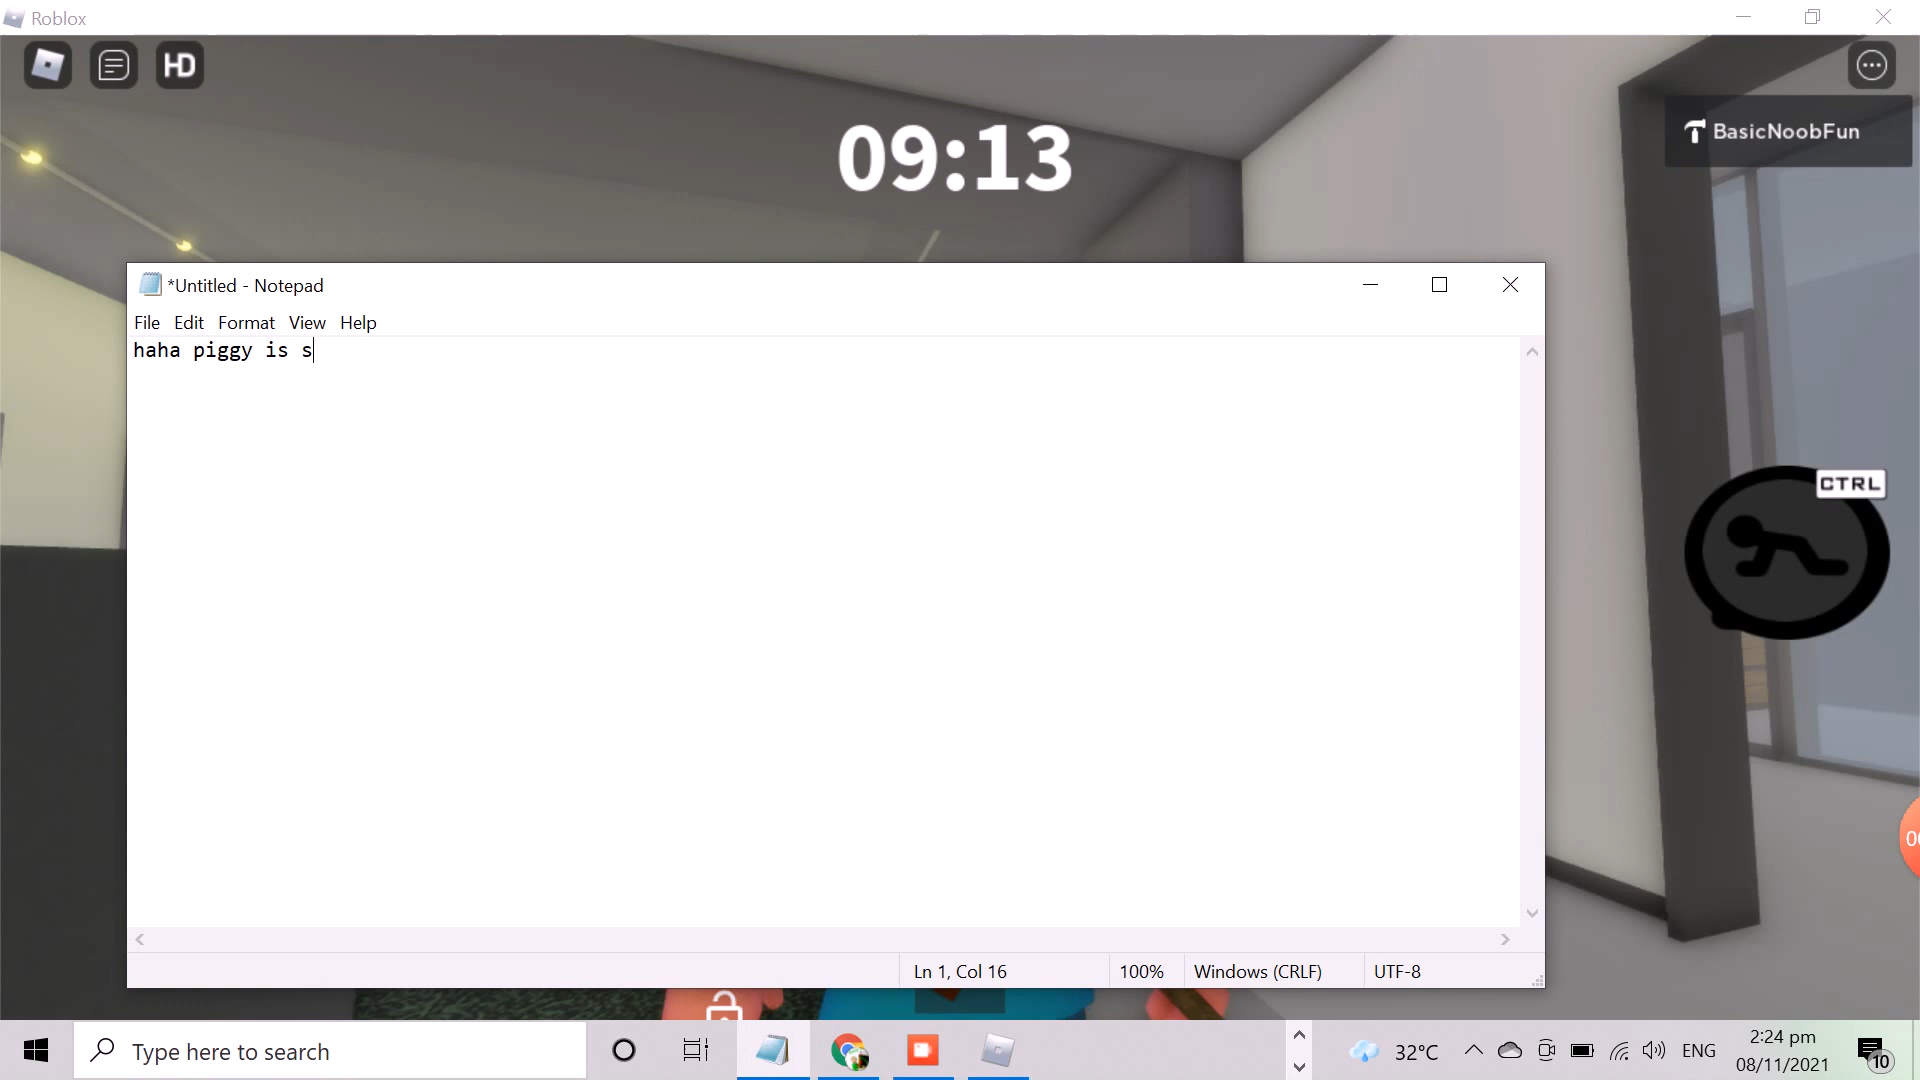 Roblox
HD
09:13
BasicNoobFun
*Untitled - Notepad
File Edit Format View Help
haha piggy is s
CTRL
Ln 1, Col 16 100% Windows (CRLF) UTF-8
Type here to search
32°C
ENG
2:24 pm
08/11/2021
10